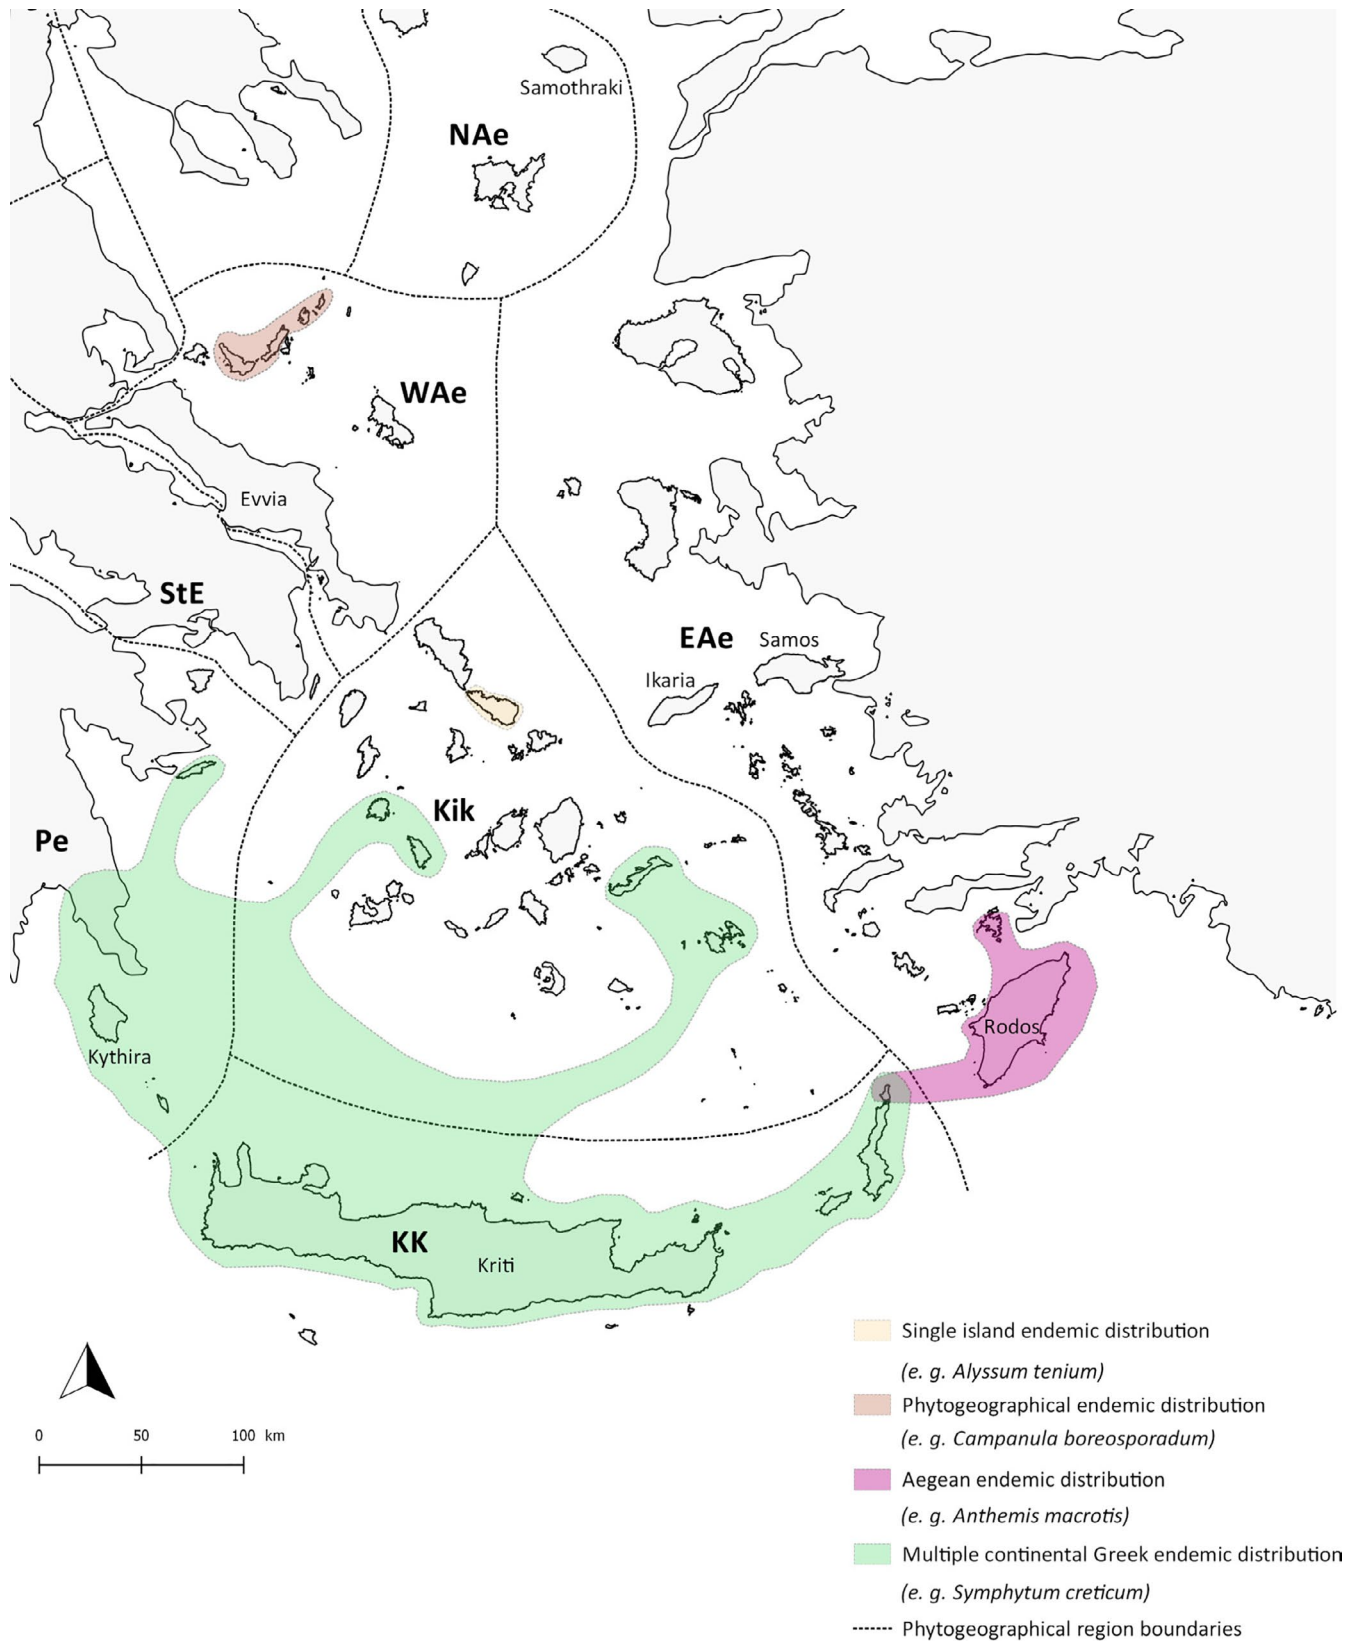 Samothraki
NAe
WAe
Evvia
StE
EAe
Samos
Ikaria
Kik
Pe
Rodos
Kythira
KK
Kriti
0 50 100 km
Single island endemic distribution
(e. g. Alyssum tenium)
Phytogeographical endemic distribution
(e. g. Campanula boreosporadum)
Aegean endemic distribution
(e. g. Anthemis macrotis)
Multiple continental Greek endemic distribution
(e. g. Symphytum creticum)
Phytogeographical region boundaries